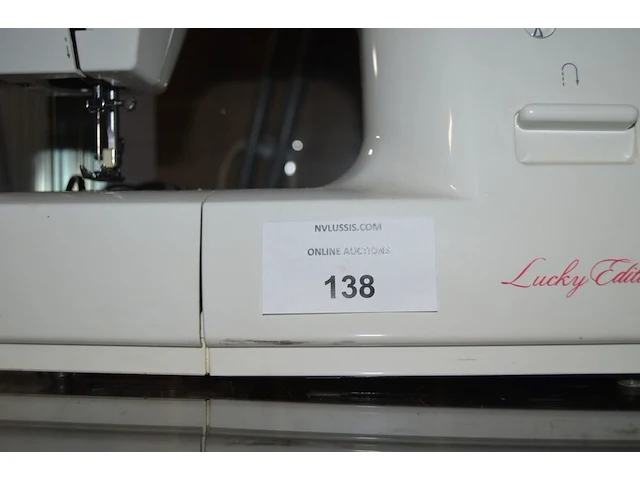 NVLUSSIS.COM
ONLINE AUCTIONS
138
Lucky Editi